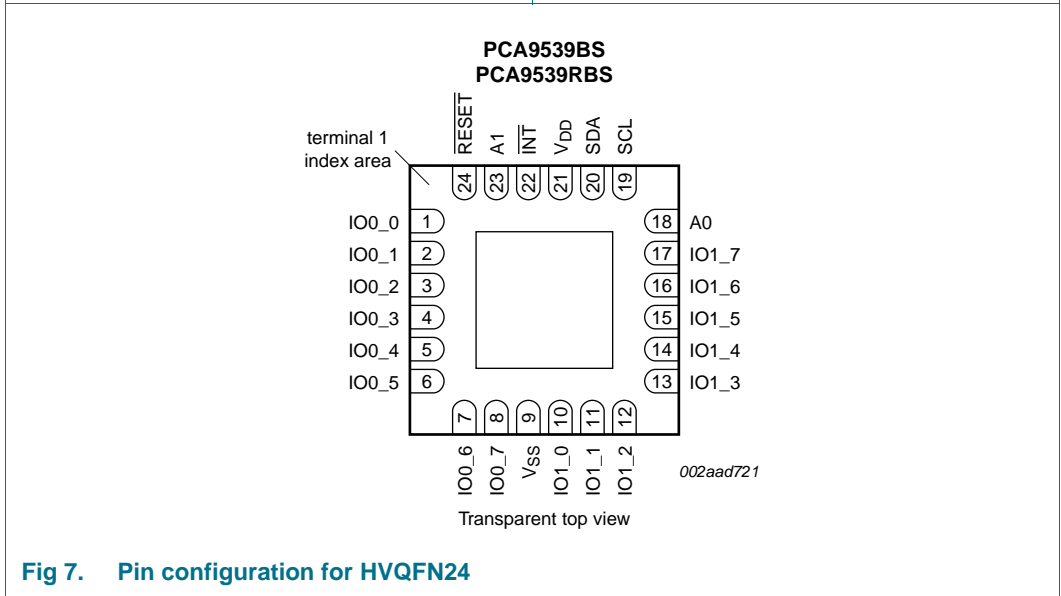 PCA9539BS
PCA9539RBS
terminal 1
index area
RESET
A1
INT
VDD
SDA
SCL
24
23
22
21
20
19
IO0_0 1
18 A0
IO0_1 2
17 IO1_7
IO0_2 3
16 IO1_6
IO0_3 4
15 IO1_5
IO0_4 5
14 IO1_4
IO0_5 6
13 IO1_3
7
8
9
10
11
12
IO0_6
IO0_7
VSS
IO1_0
IO1_1
IO1_2
002aad721
Transparent top view
Fig 7. Pin configuration for HVQFN24